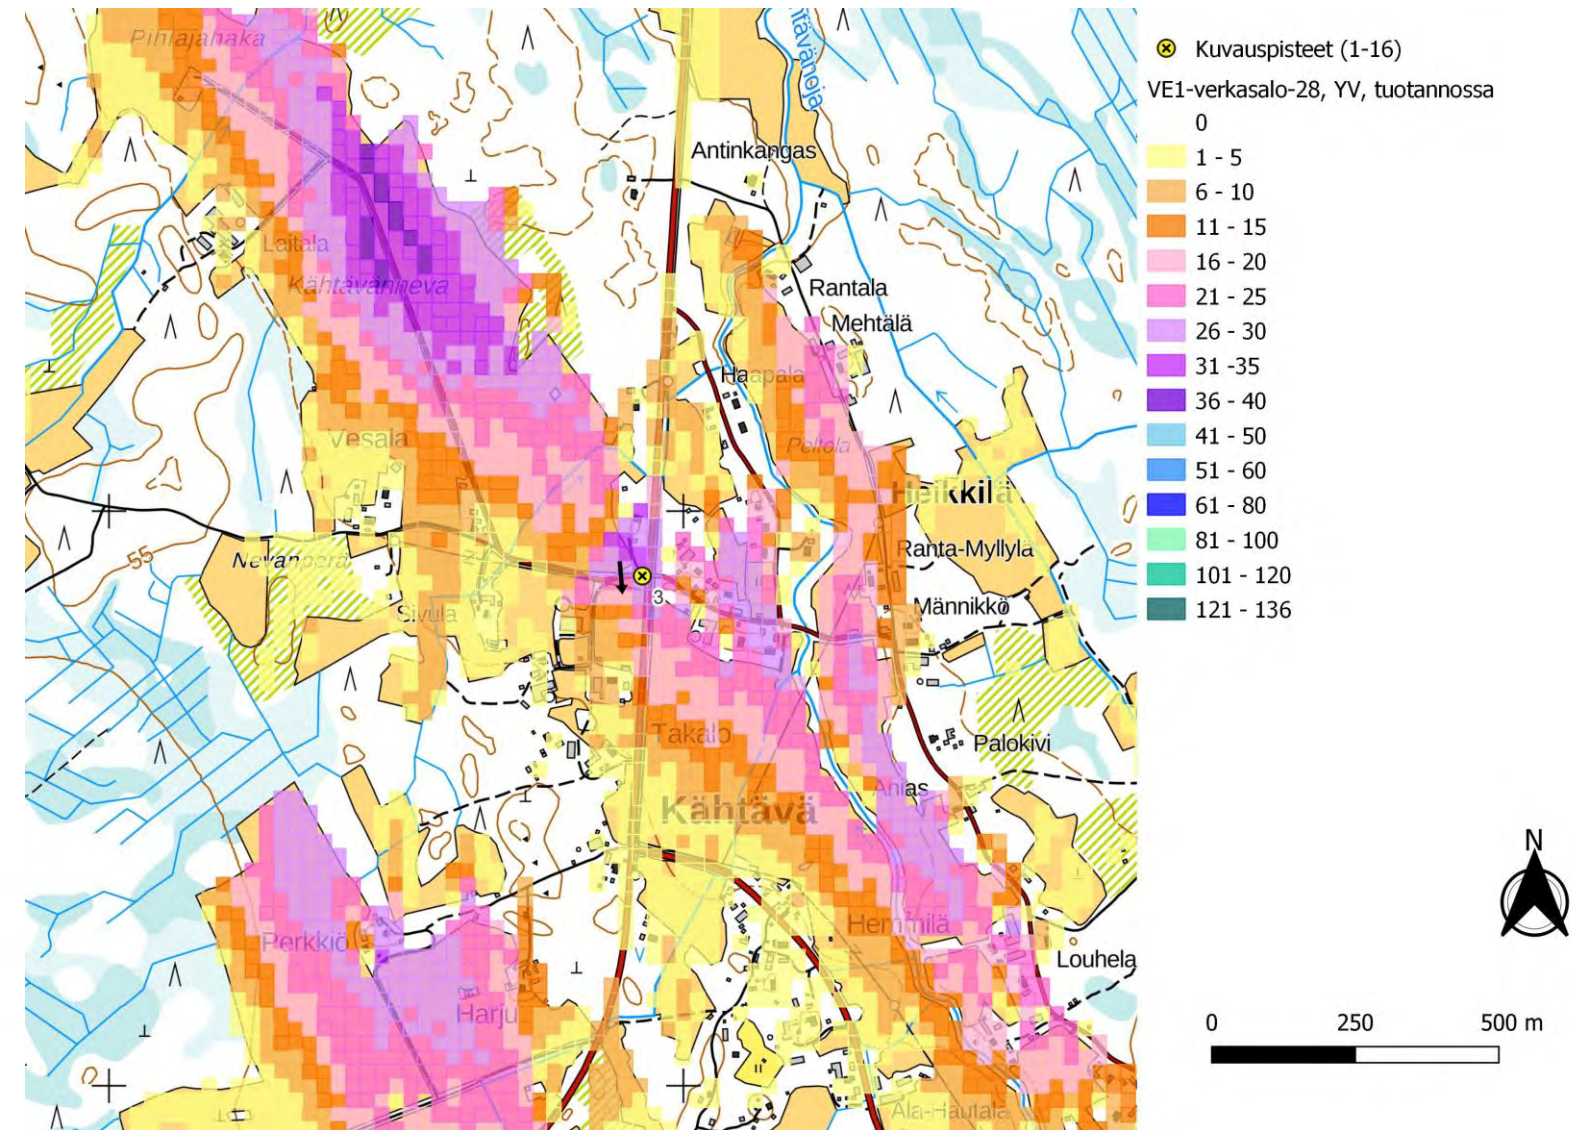 Kuvauspisteet (1-16)
VE1-verkasalo-28, YV, tuotannossa
0
1 - 5
6 - 10
11 - 15
16 - 20
21 - 25
26 - 30
31 -35
36 - 40
41 - 50
51 - 60
61 - 80
81 - 100
101 - 120
121 - 136
Pihlajahaka
htävänoja
Antinkangas
Laitala
Kähtävänneva
Rantala
Mehtälä
Haapala
Vesala
Peltola
Heikkilä
55
Nevanperä
Ranta-Myllylä
3
Sivula
Männikkö
Takalo
Palokivi
Anias
Kähtävä
Perkkiö
Hemmilä
Louhela
Harju
Ala-Hautala
N
0 250 500 m